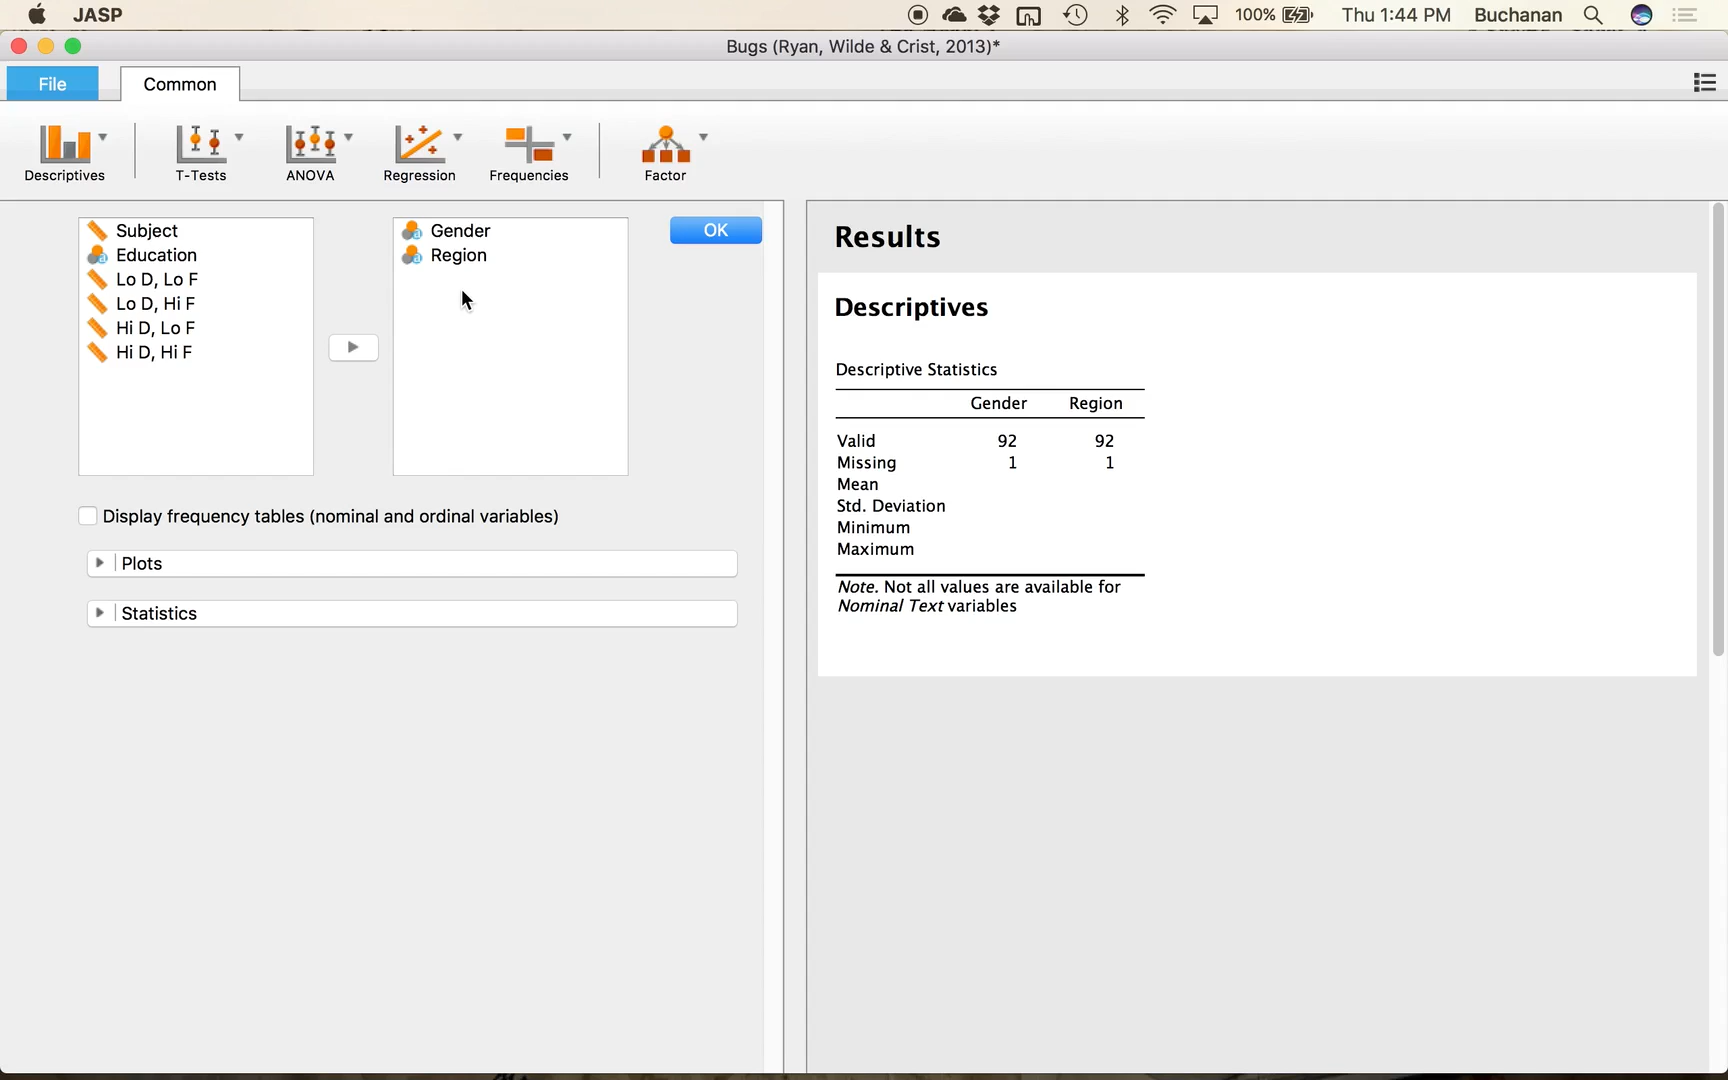 JASP
100% Thu 1:44 PM Buchanan
Bugs (Ryan, Wilde & Crist, 2013)*
File Common
Descriptives T-Tests ANOVA Regression Frequencies Factor
Subject
Education
Lo D, Lo F
Lo D, Hi F
Hi D, Lo F
Hi D, Hi F
Gender
Region
OK
Display frequency tables (nominal and ordinal variables)
Plots
Statistics
Results
Descriptives
Descriptive Statistics
Gender Region
Valid 92 92
Missing 1 1
Mean
Std. Deviation
Minimum
Maximum
Note. Not all values are available for
Nominal Text variables